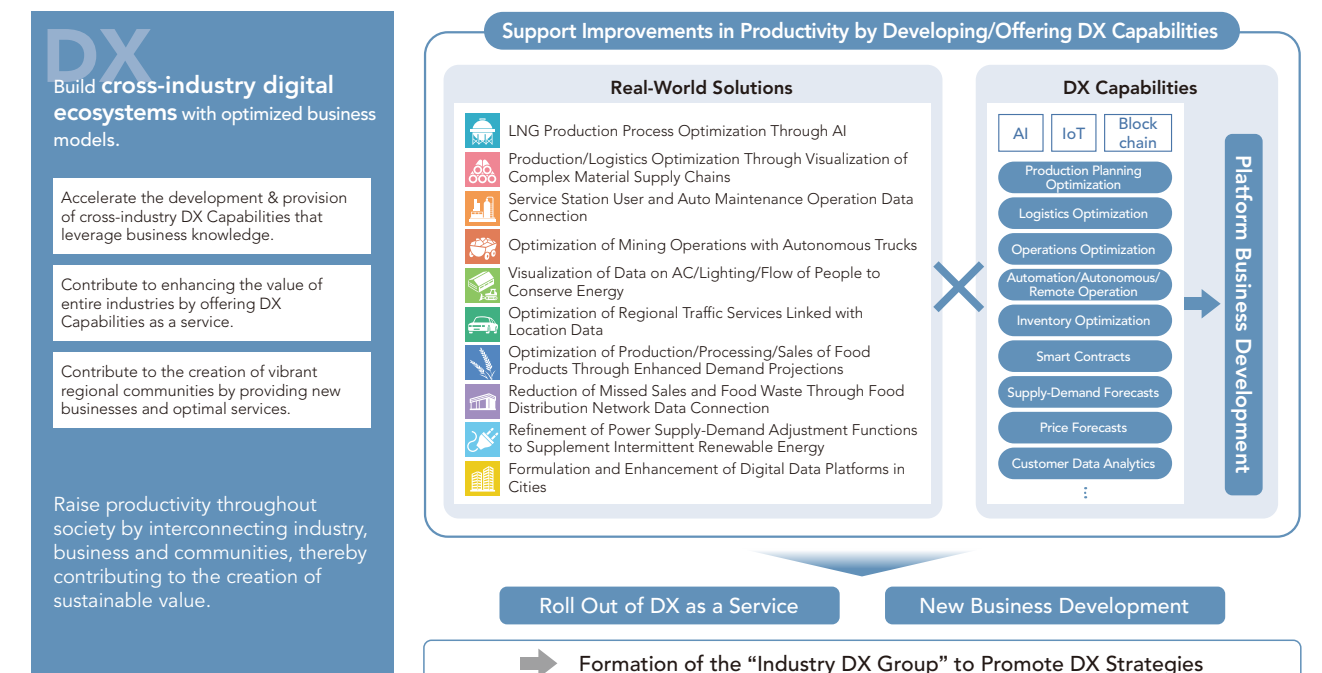 DX
Build cross-industry digital
ecosystems with optimized business
models.
Accelerate the development & provision
of cross-industry DX Capabilities that
leverage business knowledge.
Contribute to enhancing the value of
entire industries by offering DX
Capabilities as a service.
Contribute to the creation of vibrant
regional communities by providing new
businesses and optimal services.
Raise productivity throughout
society by interconnecting industry,
business and communities, thereby
contributing to the creation of
sustainable value.
Support Improvements in Productivity by Developing/Offering DX Capabilities
Real-World Solutions
LNG Production Process Optimization Through AI
Production/Logistics Optimization Through Visualization of
Complex Material Supply Chains
Service Station User and Auto Maintenance Operation Data
Connection
Optimization of Mining Operations with Autonomous Trucks
Visualization of Data on AC/Lighting/Flow of People to
Conserve Energy
Optimization of Regional Traffic Services Linked with
Location Data
Optimization of Production/Processing/Sales of Food
Products Through Enhanced Demand Projections
Reduction of Missed Sales and Food Waste Through Food
Distribution Network Data Connection
Refinement of Power Supply-Demand Adjustment Functions
to Supplement Intermittent Renewable Energy
Formulation and Enhancement of Digital Data Platforms in
Cities
DX Capabilities
AI
IoT
Block
chain
Production Planning
Optimization
Logistics Optimization
Operations Optimization
Automation/Autonomous/
Remote Operation
Inventory Optimization
Smart Contracts
Supply-Demand Forecasts
Price Forecasts
Customer Data Analytics
⋮
Platform Business Development
Roll Out of DX as a Service
New Business Development
Formation of the “Industry DX Group” to Promote DX Strategies